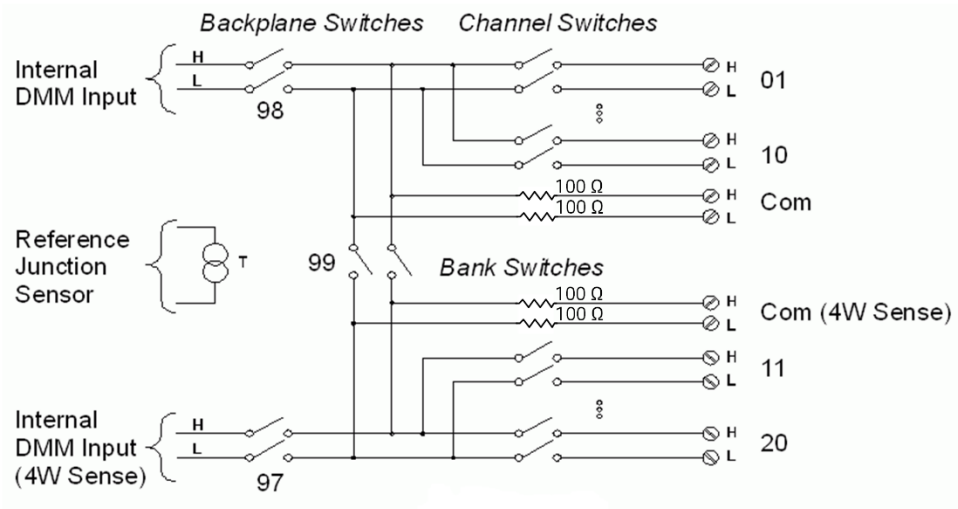 Backplane Switches Channel Switches
Internal
DMM Input
H
L
98
H
L
01
H
L
10
100 Ω
100 Ω
H
L
Com
Reference
Junction
Sensor
T
99
Bank Switches
100 Ω
100 Ω
H
L
Com (4W Sense)
H
L
11
Internal
DMM Input
(4W Sense)
H
L
97
H
L
20